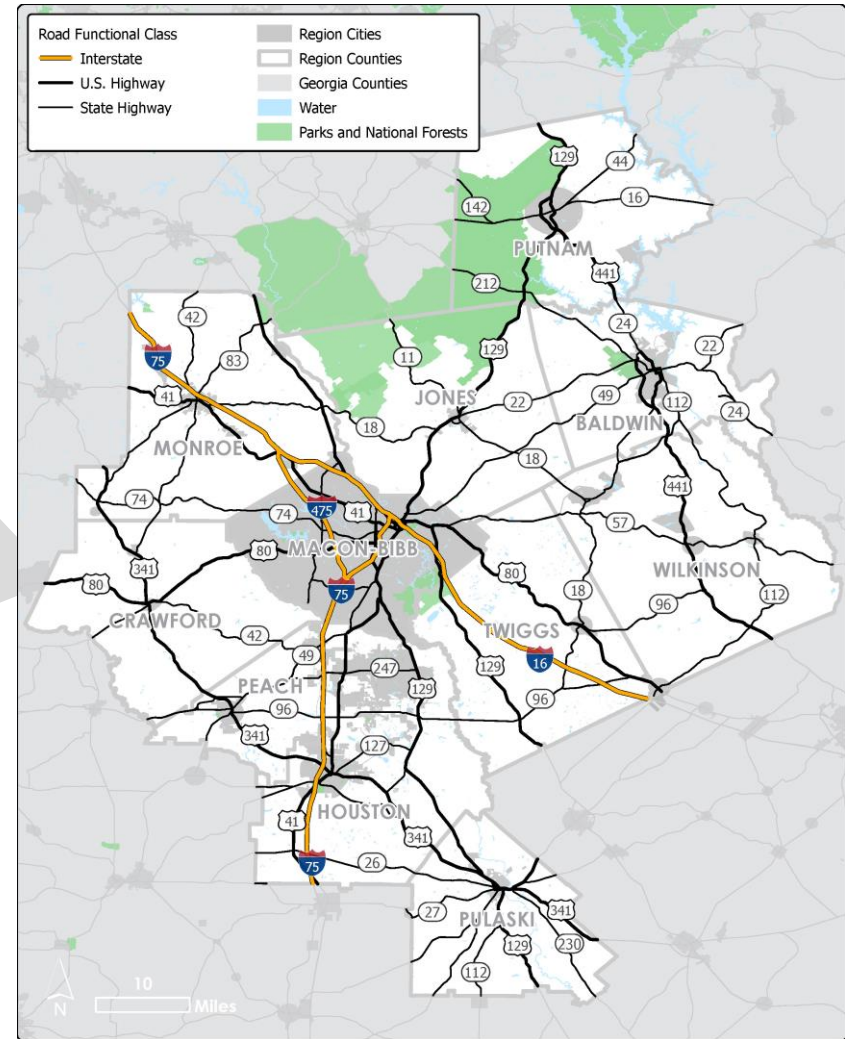 Road Functional Class
Interstate
U.S. Highway
State Highway
Region Cities
Region Counties
Georgia Counties
Water
Parks and National Forests
129
44
142
16
PUTNAM
212
441
42
24
75
83
11
129
22
41
JONES
22
49
112
24
18
BALDWIN
MONROE
18
441
74
475
41
57
74
80
MACON-BIBB
80
341
WILKINSON
80
75
18
96
112
CRAWFORD
TWIGGS
42
49
129
16
247
PEACH
129
96
96
341
127
HOUSTON
41
341
75
26
27
341
PULASKI
129
230
112
10
Miles
N